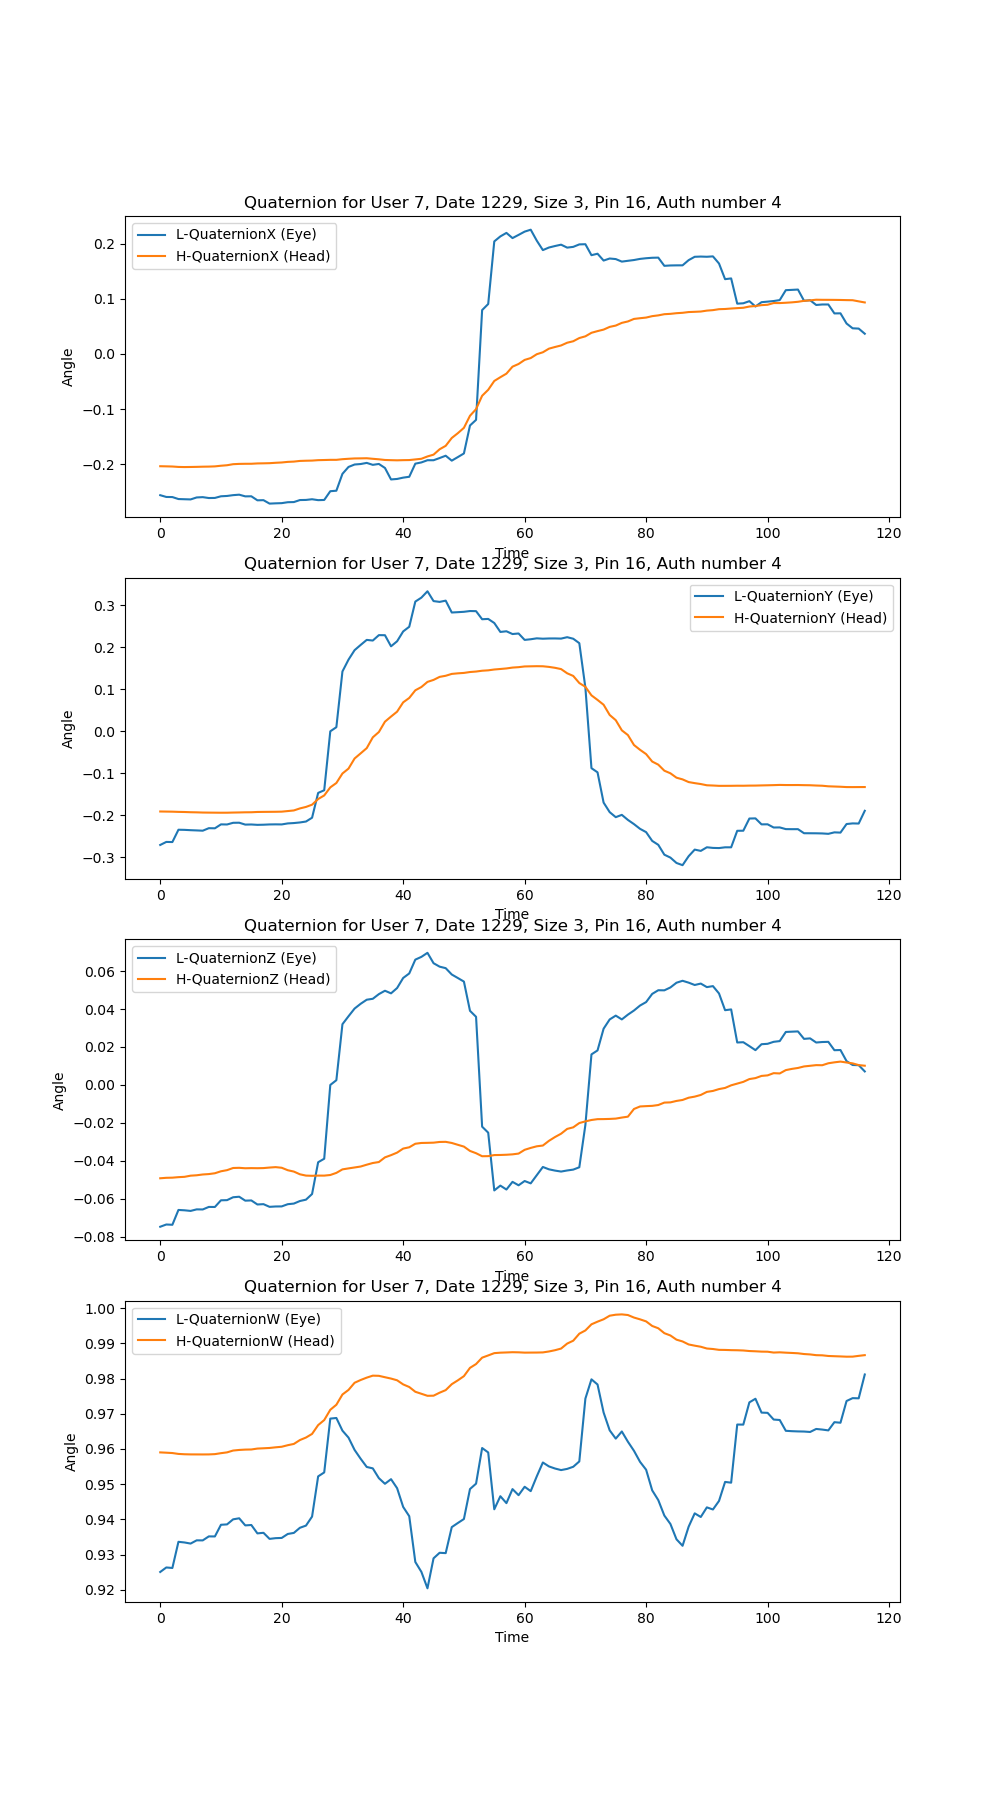 Quaternion for User 7, Date 1229, Size 3, Pin 16, Auth number 4
L-QuaternionX (Eye)
H-QuaternionX (Head)
0.2
0.1
0.0
−0.1
−0.2
Angle
0 20 40 60 80 100 120
Time
Quaternion for User 7, Date 1229, Size 3, Pin 16, Auth number 4
L-QuaternionY (Eye)
H-QuaternionY (Head)
0.3
0.2
0.1
0.0
−0.1
−0.2
−0.3
Angle
0 20 40 60 80 100 120
Time
Quaternion for User 7, Date 1229, Size 3, Pin 16, Auth number 4
L-QuaternionZ (Eye)
H-QuaternionZ (Head)
0.06
0.04
0.02
0.00
−0.02
−0.04
−0.06
−0.08
Angle
0 20 40 60 80 100 120
Time
Quaternion for User 7, Date 1229, Size 3, Pin 16, Auth number 4
L-QuaternionW (Eye)
H-QuaternionW (Head)
1.00
0.99
0.98
0.97
0.96
0.95
0.94
0.93
0.92
Angle
0 20 40 60 80 100 120
Time